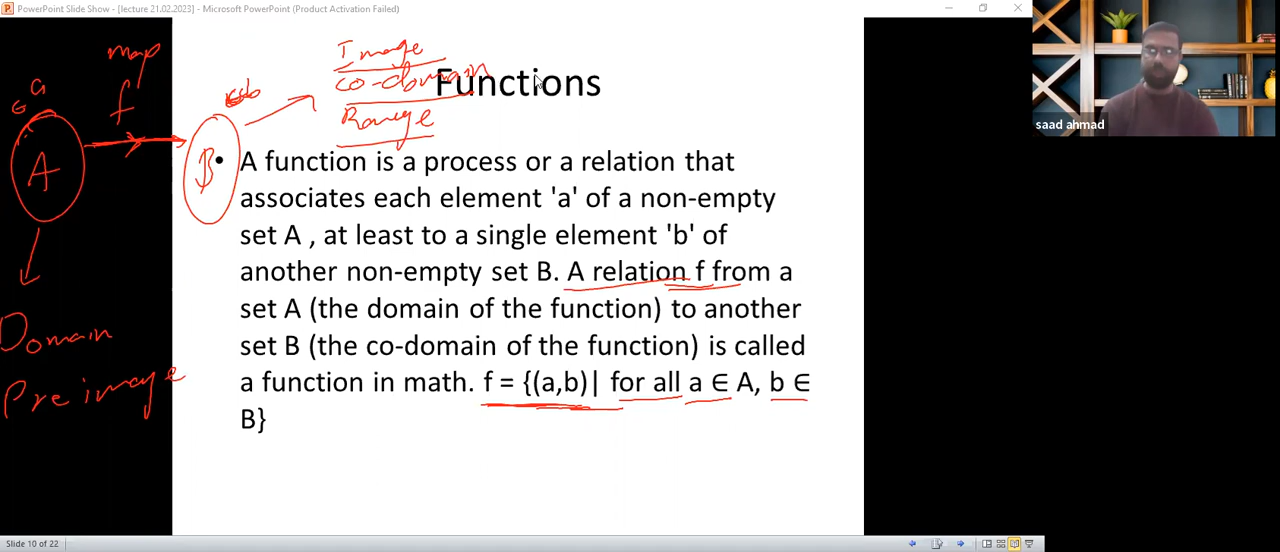 PowerPoint Slide Show - [lecture 21.02.2023] - Microsoft PowerPoint (Product Activation Failed)
map
a
f
A
B
Image
co-domain
Range
Domain
Pre image
Functions
• A function is a process or a relation that
associates each element 'a' of a non-empty
set A , at least to a single element 'b' of
another non-empty set B. A relation f from a
set A (the domain of the function) to another
set B (the co-domain of the function) is called
a function in math. f = {(a,b)| for all a ∈ A, b ∈
B}
saad ahmad
Slide 10 of 22